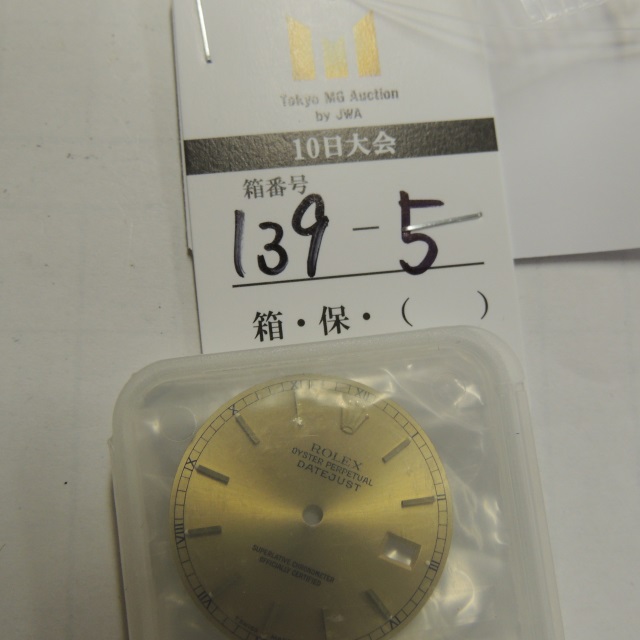 Tokyo MG Auction
by JWA
10日大会
箱番号
139-5
箱・保・( )
ROLEX
OYSTER PERPETUAL
DATEJUST
SUPERLATIVE CHRONOMETER
OFFICIALLY CERTIFIED